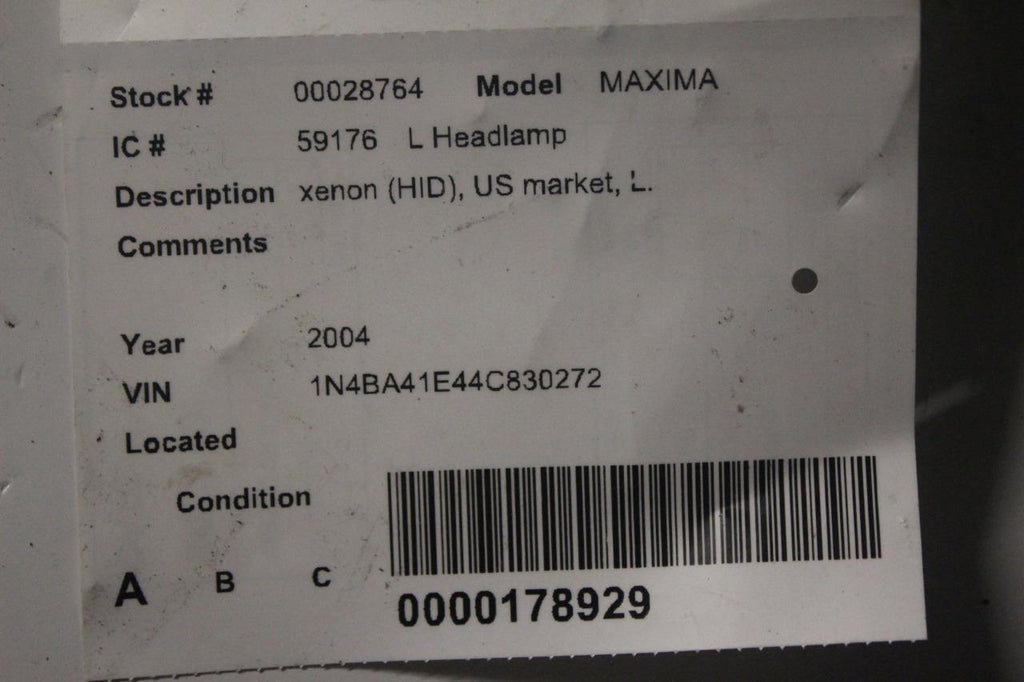 Stock # 00028764 Model MAXIMA
IC # 59176 L Headlamp
Description xenon (HID), US market, L.
Comments
Year 2004
VIN 1N4BA41E44C830272
Located
Condition
A B C
0000178929